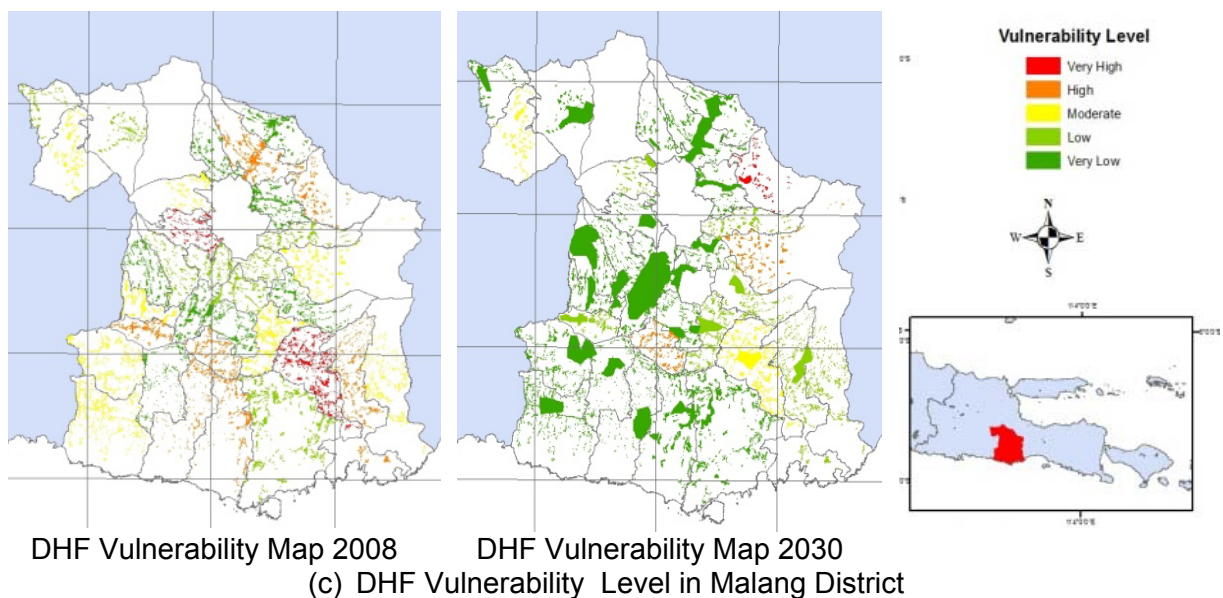 Vulnerability Level
Very High
High
Moderate
Low
Very Low
N
W
E
S
DHF Vulnerability Map 2008
DHF Vulnerability Map 2030
(c) DHF Vulnerability Level in Malang District